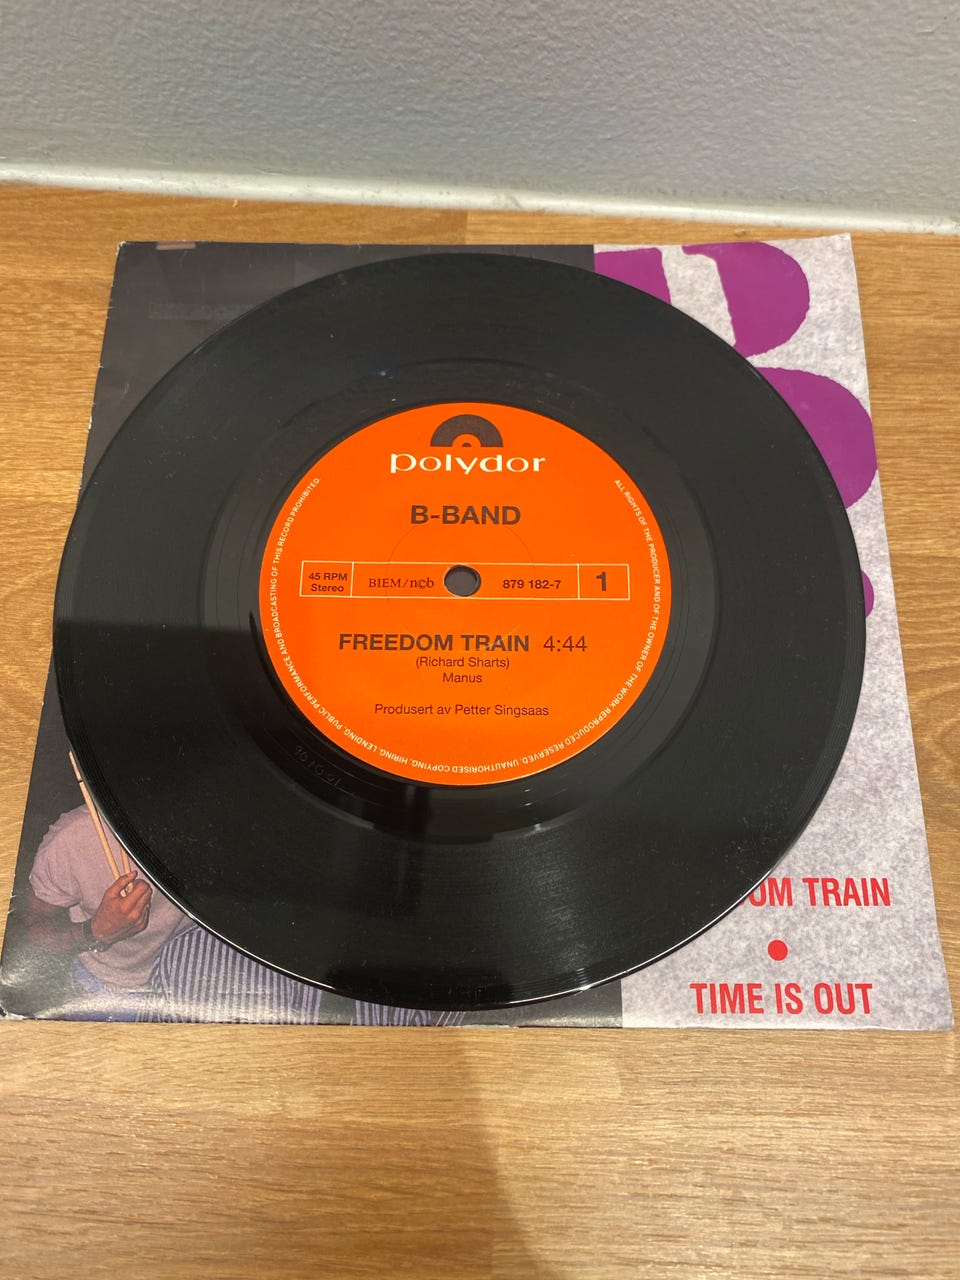 polydor
B-BAND
45 RPM
Stereo
BIEM/ncb
879 182-7
1
FREEDOM TRAIN 4:44
(Richard Sharts)
Manus
Produsert av Petter Singsaas
ALL RIGHTS OF THE PRODUCER AND OF THE OWNER OF THE WORK REPRODUCED RESERVED. UNAUTHORISED COPYING, HIRING, LENDING, PUBLIC PERFORMANCE AND BROADCASTING OF THIS RECORD PROHIBITED
OM TRAIN
TIME IS OUT